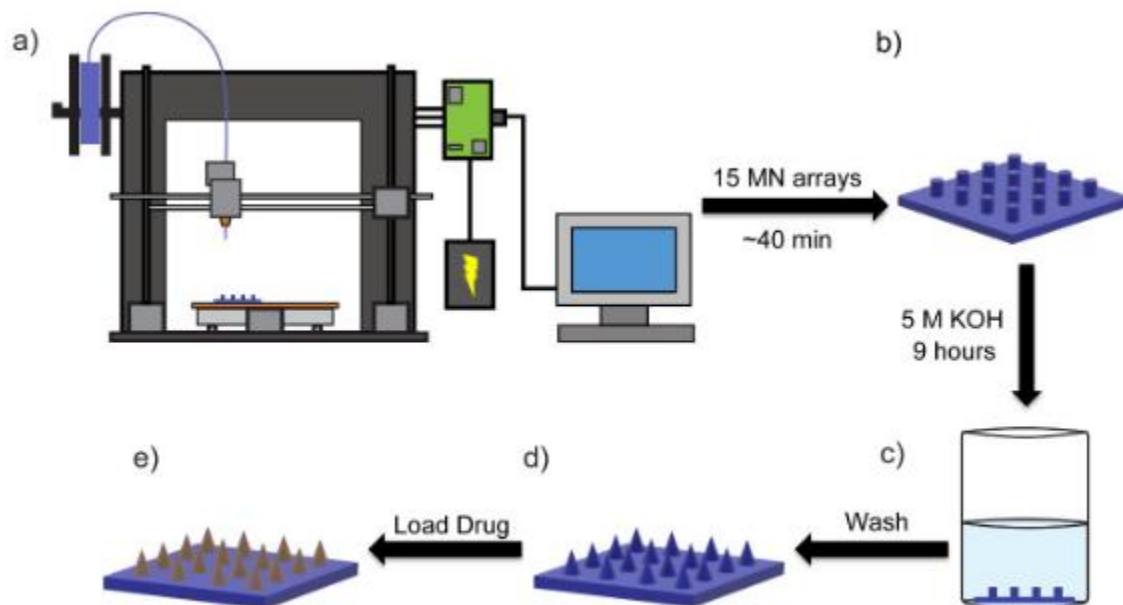 a)
b)
15 MN arrays
~40 min
5 M KOH
9 hours
c)
Wash
d)
Load Drug
e)